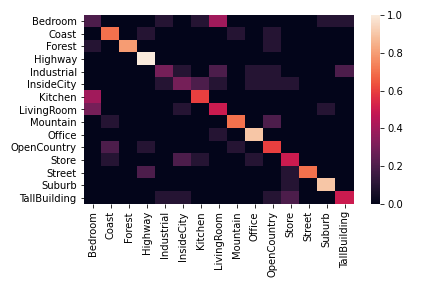 Bedroom
Coast
Forest
Highway
Industrial
InsideCity
Kitchen
LivingRoom
Mountain
Office
OpenCountry
Store
Street
Suburb
TallBuilding
Bedroom
Coast
Forest
Highway
Industrial
InsideCity
Kitchen
LivingRoom
Mountain
Office
OpenCountry
Store
Street
Suburb
TallBuilding
1.0
0.8
0.6
0.4
0.2
0.0